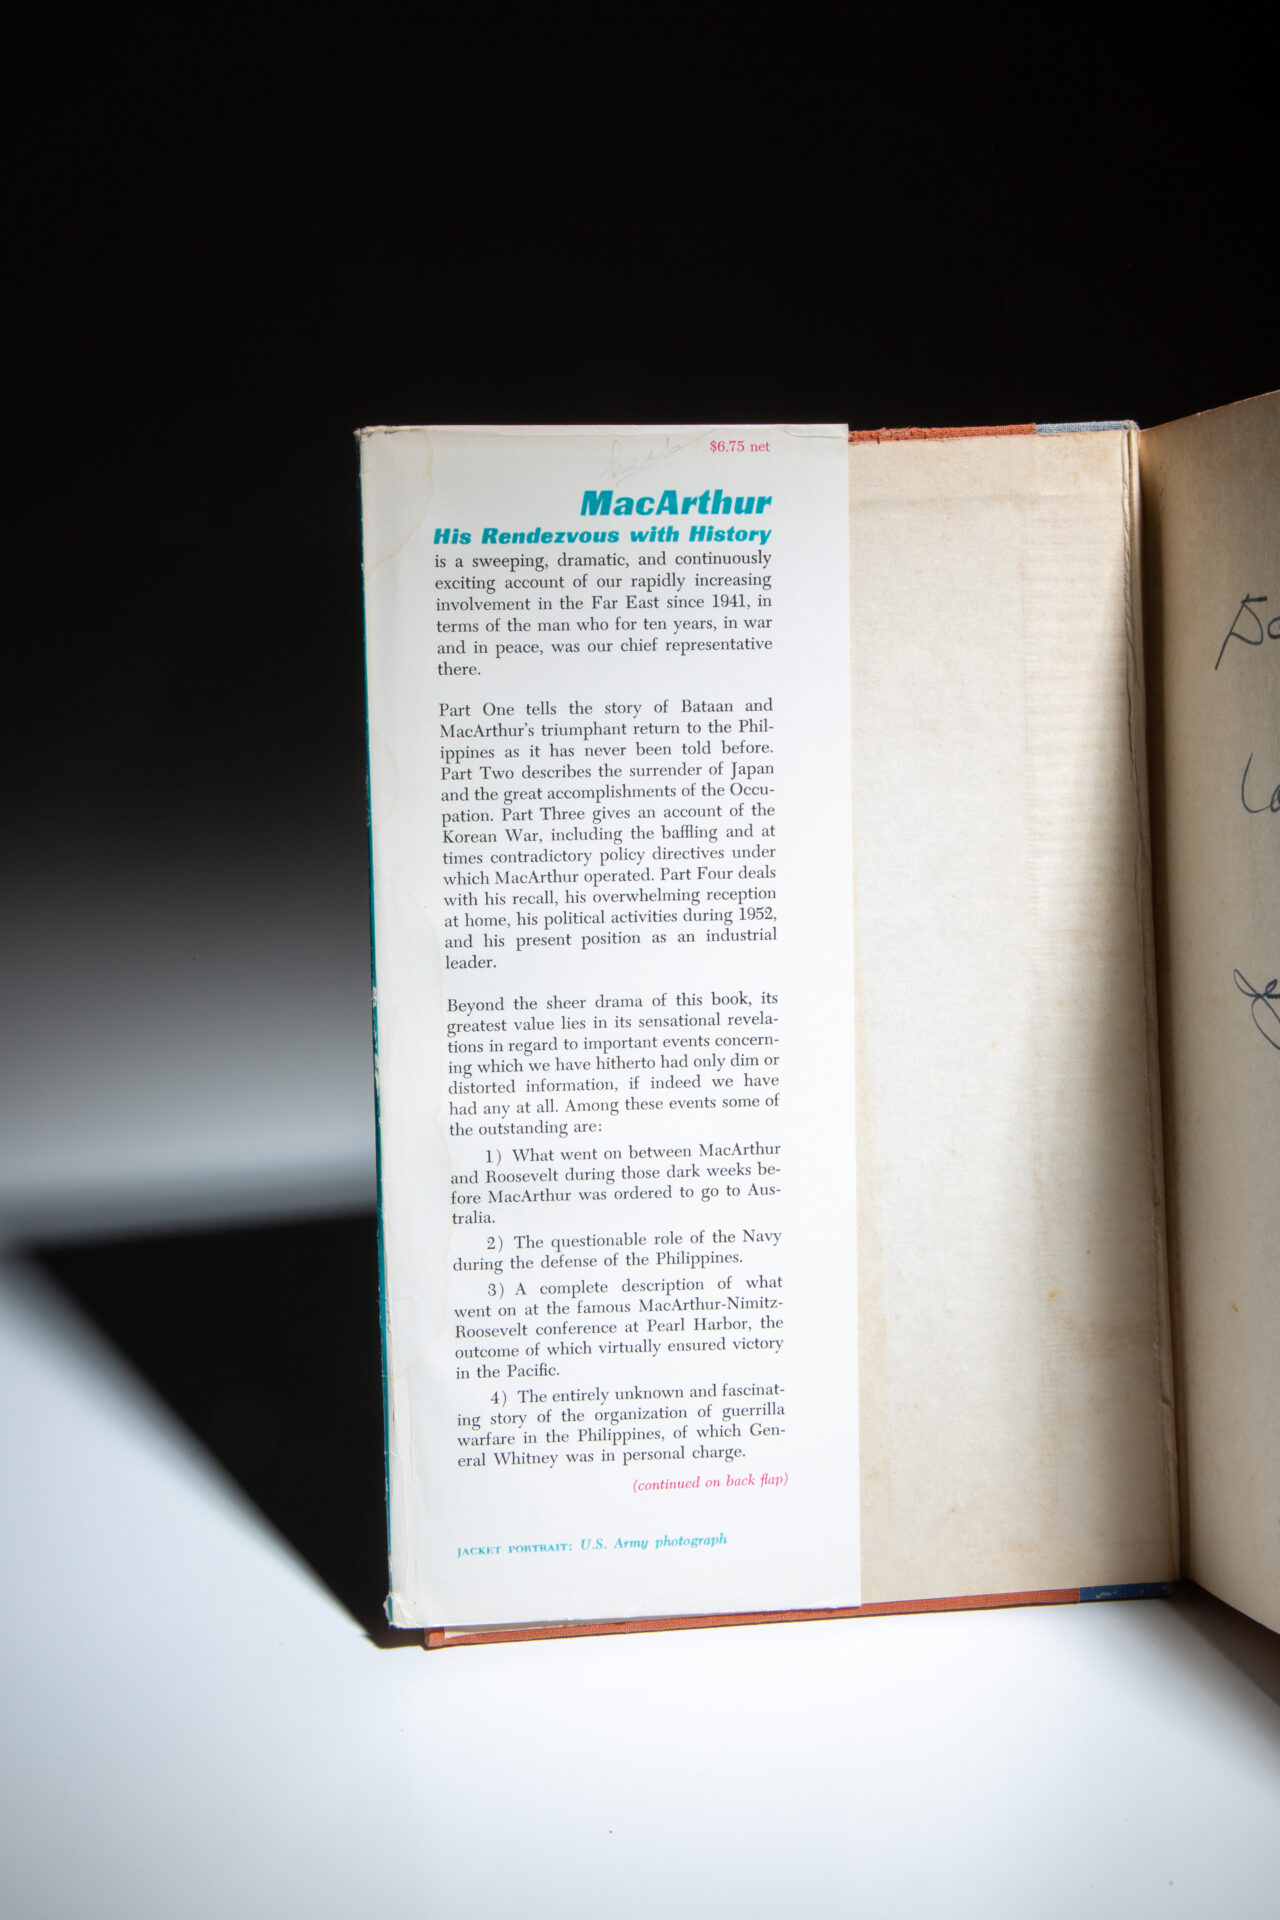 $6.75 net
MacArthur
His Rendezvous with History
is a sweeping, dramatic, and continuously
exciting account of our rapidly increasing
involvement in the Far East since 1941, in
terms of the man who for ten years, in war
and in peace, was our chief representative
there.
Part One tells the story of Bataan and
MacArthur's triumphant return to the Phil-
ippines as it has never been told before.
Part Two describes the surrender of Japan
and the great accomplishments of the Occu-
pation. Part Three gives an account of the
Korean War, including the baffling and at
times contradictory policy directives under
which MacArthur operated. Part Four deals
with his recall, his overwhelming reception
at home, his political activities during 1952,
and his present position as an industrial
leader.
Beyond the sheer drama of this book, its
greatest value lies in its sensational revela-
tions in regard to important events concern-
ing which we have hitherto had only dim or
distorted information, if indeed we have
had any at all. Among these events some of
the outstanding are:
1) What went on between MacArthur
and Roosevelt during those dark weeks be-
fore MacArthur was ordered to go to Aus-
tralia.
2) The questionable role of the Navy
during the defense of the Philippines.
3) A complete description of what
went on at the famous MacArthur-Nimitz-
Roosevelt conference at Pearl Harbor, the
outcome of which virtually ensured victory
in the Pacific.
4) The entirely unknown and fascinat-
ing story of the organization of guerrilla
warfare in the Philippines, of which Gen-
eral Whitney was in personal charge.
(continued on back flap)
JACKET PORTRAIT: U.S. Army photograph